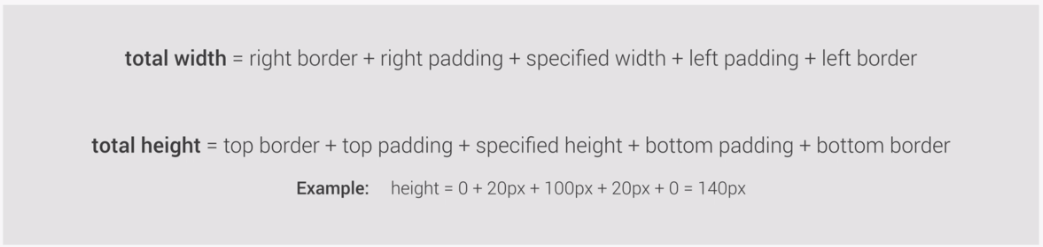 total width = right border + right padding + specified width + left padding + left border
total height = top border + top padding + specified height + bottom padding + bottom border
Example: height = 0 + 20px + 100px + 20px + 0 = 140px